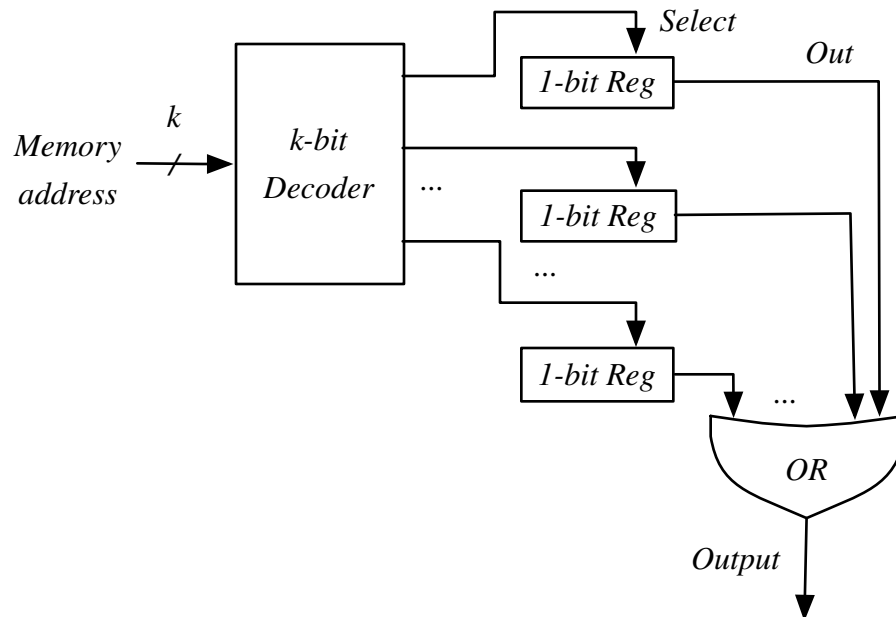 Select
1-bit Reg
Out
k
Memory
address
k-bit
Decoder
...
1-bit Reg
...
1-bit Reg
...
OR
Output